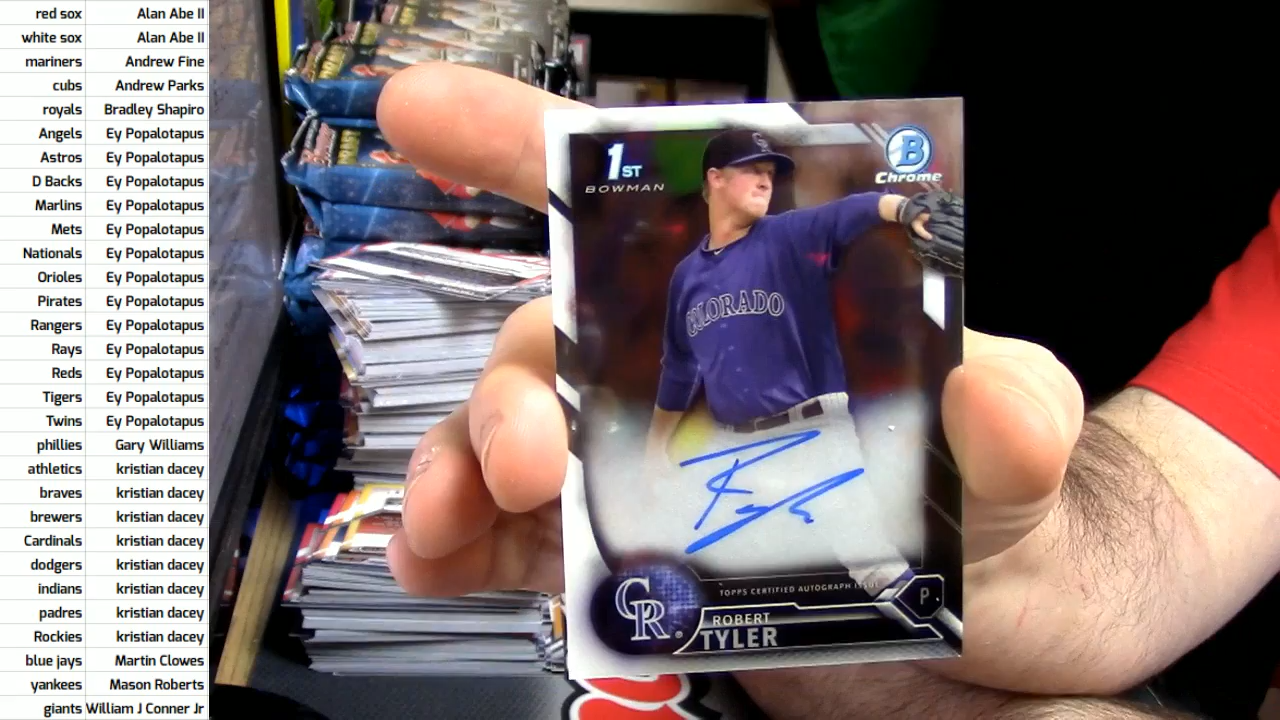 red sox Alan Abe II
white sox Alan Abe II
mariners Andrew Fine
cubs Andrew Parks
royals Bradley Shapiro
Angels Ey Popalotapus
Astros Ey Popalotapus
D Backs Ey Popalotapus
Marlins Ey Popalotapus
Mets Ey Popalotapus
Nationals Ey Popalotapus
Orioles Ey Popalotapus
Pirates Ey Popalotapus
Rangers Ey Popalotapus
Rays Ey Popalotapus
Reds Ey Popalotapus
Tigers Ey Popalotapus
Twins Ey Popalotapus
phillies Gary Williams
athletics kristian dacey
braves kristian dacey
brewers kristian dacey
Cardinals kristian dacey
dodgers kristian dacey
indians kristian dacey
padres kristian dacey
Rockies kristian dacey
blue jays Martin Clowes
yankees Mason Roberts
giants William J Conner Jr
1ST
BOWMAN
B
Chrome
COLORADO
TOPPS CERTIFIED AUTOGRAPH ISSUE
CR
P
ROBERT
TYLER